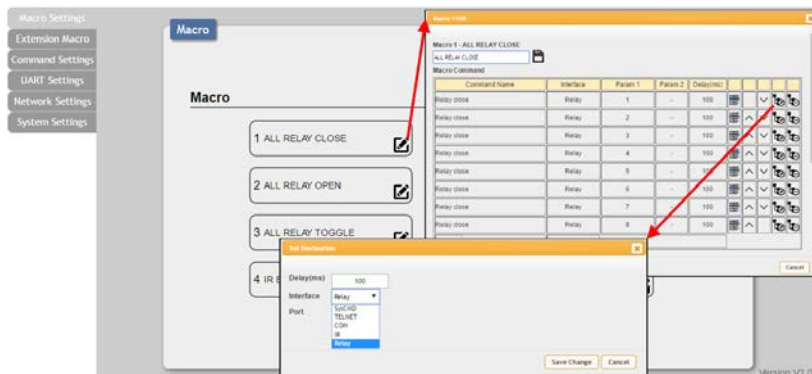 Macro Settings
Extension Macro
Command Settings
UART Settings
Network Settings
System Settings
Macro
Macro
1 ALL RELAY CLOSE
2 ALL RELAY OPEN
3 ALL RELAY TOGGLE
4 IR
Macro 1 - ALL RELAY CLOSE
ALL RELAY CLOSE
Macro Command
Command Name Interface Param 1 Param 2 Delay(ms)
Relay close Relay 1 - 100
Relay close Relay 2 - 100
Relay close Relay 3 - 100
Relay close Relay 4 - 100
Relay close Relay 5 - 100
Relay close Relay 6 - 100
Relay close Relay 7 - 100
Relay close Relay 8 - 100
Cancel
Set Destination
Delay(ms) 100
Interface Relay
Port
SysCMD
TELNET
COM
IR
Relay
Save Change Cancel